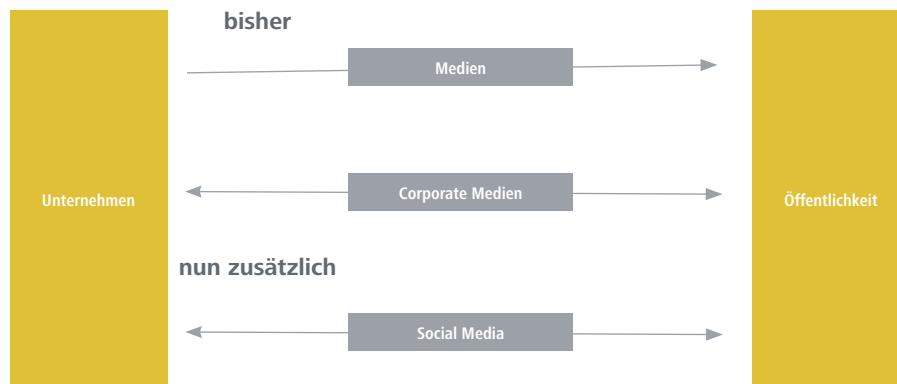 bisher
Medien
Unternehmen
Corporate Medien
Öffentlichkeit
nun zusätzlich
Social Media